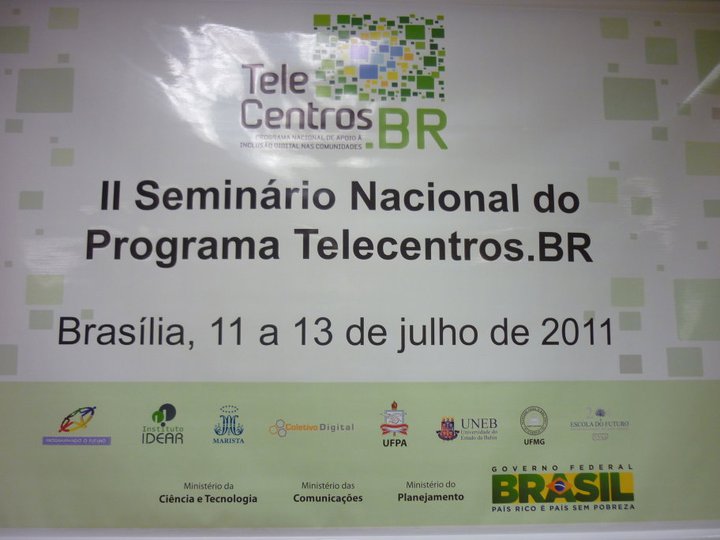 Tele
Centros
.BR
PROGRAMA NACIONAL DE APOIO À
INCLUSÃO DIGITAL NAS COMUNIDADES
II Seminário Nacional do
Programa Telecentros.BR
Brasília, 11 a 13 de julho de 2011
PROGRAMANDO O FUTURO
Instituto
IDEAR
MARISTA
Coletivo Digital
UFPA
UNEB
Universidade do
Estado da Bahia
UFMG
ESCOLA DO FUTURO
Ministério da
Ciência e Tecnologia
Ministério das
Comunicações
Ministério do
Planejamento
GOVERNO FEDERAL
BRASIL
PAÍS RICO É PAÍS SEM POBREZA